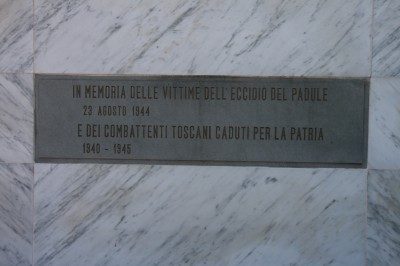 IN MEMORIA DELLE VITTIME DELL'ECCIDIO DEL PADULE
23 AGOSTO 1944
E DEI COMBATTENTI TOSCANI CADUTI PER LA PATRIA
1940 - 1945